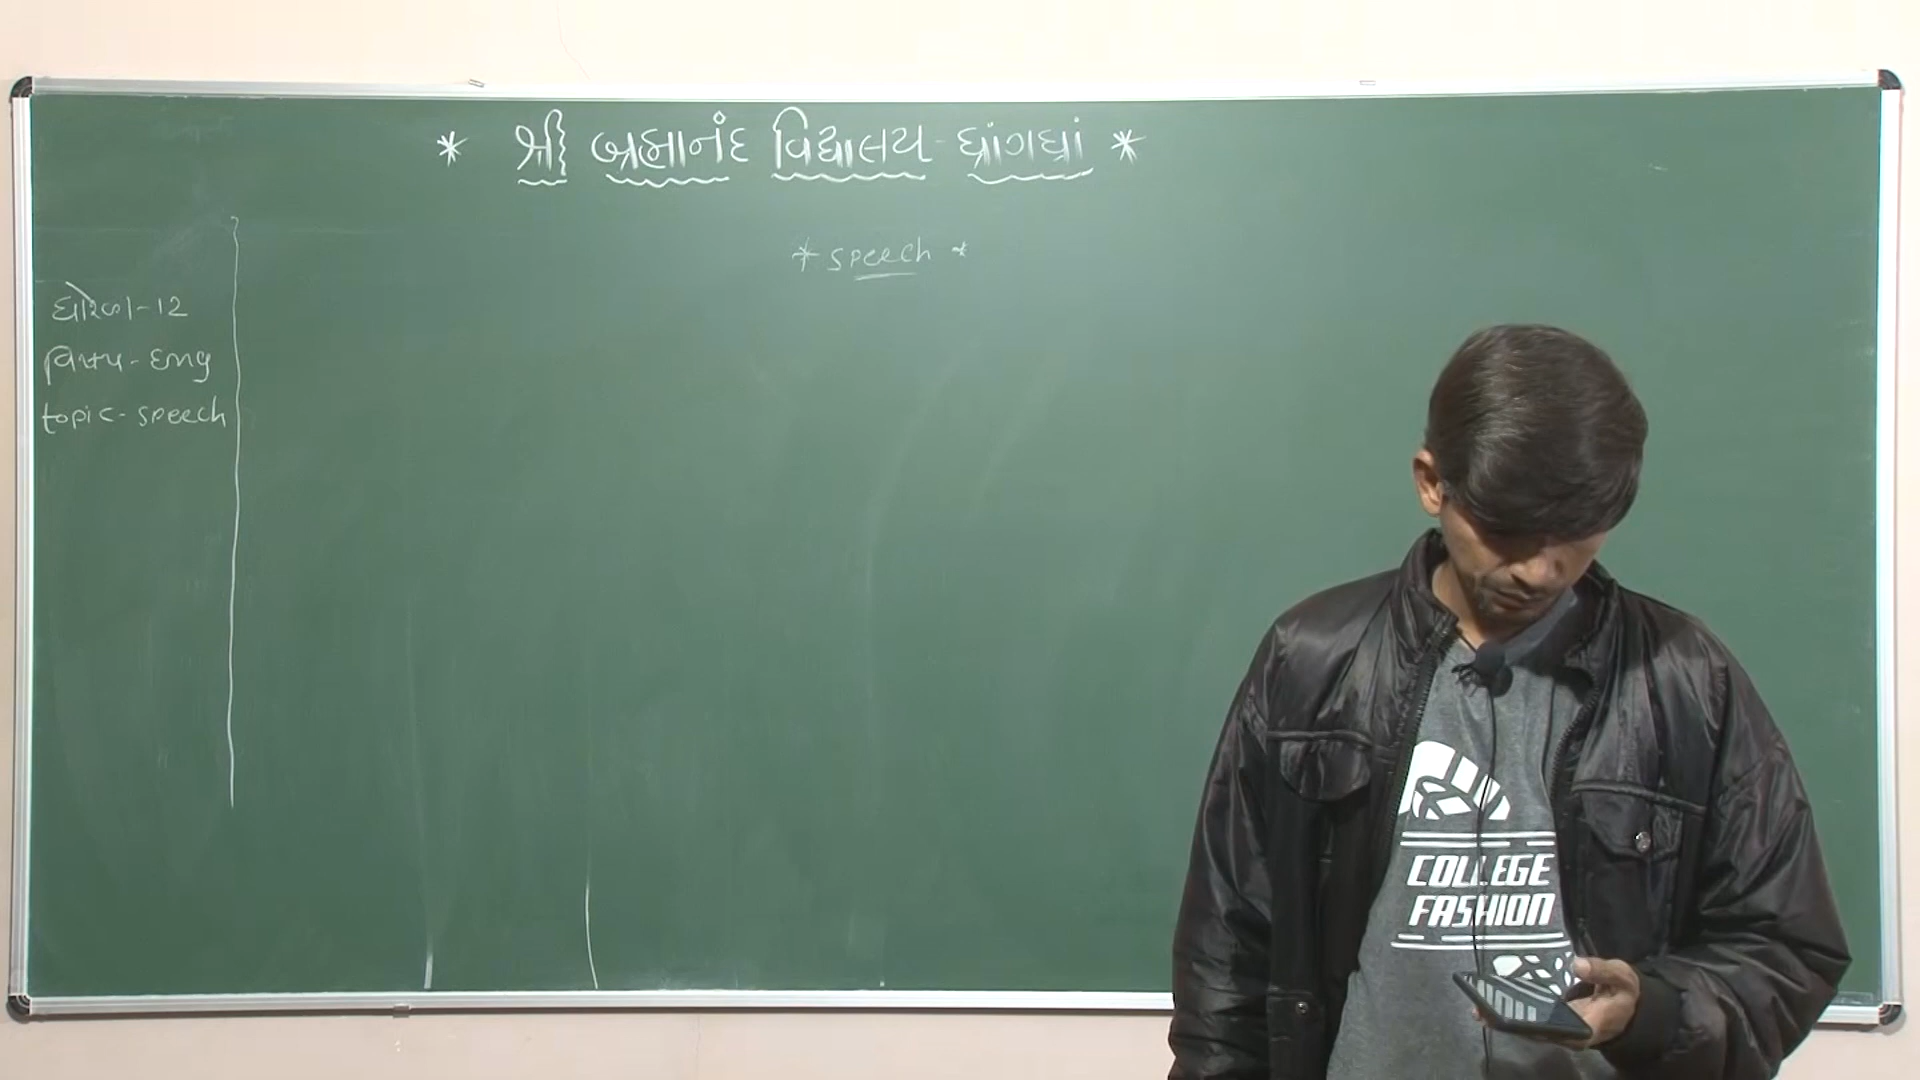 * શ્રી બ્રહ્માનંદ વિદ્યાલય - ધ્રાંગધ્રાં *
* speech *
ધોરણ - 12
વિષય - Eng
topic - speech
COLLEGE
FASHION